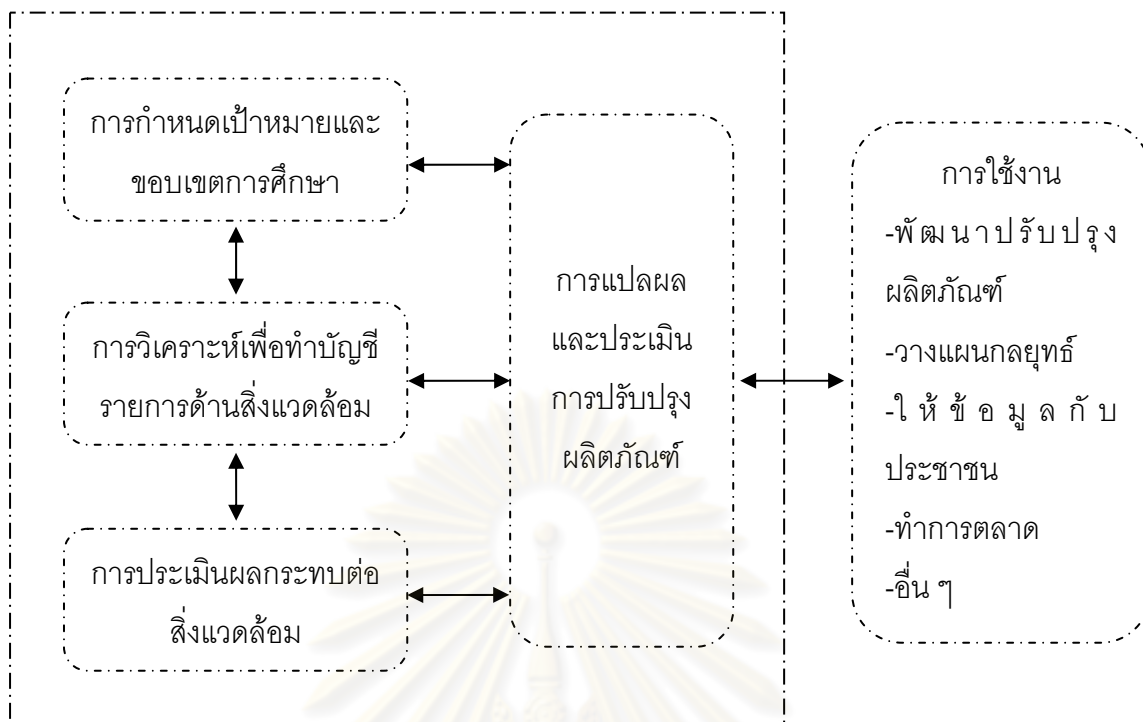 การกำหนดเป้าหมายและ
ขอบเขตการศึกษา
การวิเคราะห์เพื่อทำบัญชี
รายการด้านสิ่งแวดล้อม
การประเมินผลกระทบต่อ
สิ่งแวดล้อม
การแปลผล
และประเมิน
การปรับปรุง
ผลิตภัณฑ์
การใช้งาน
-พัฒนาปรับปรุง
ผลิตภัณฑ์
-วางแผนกลยุทธ์
-ให้ข้อมูลกับ
ประชาชน
-ทำการตลาด
-อื่น ๆ